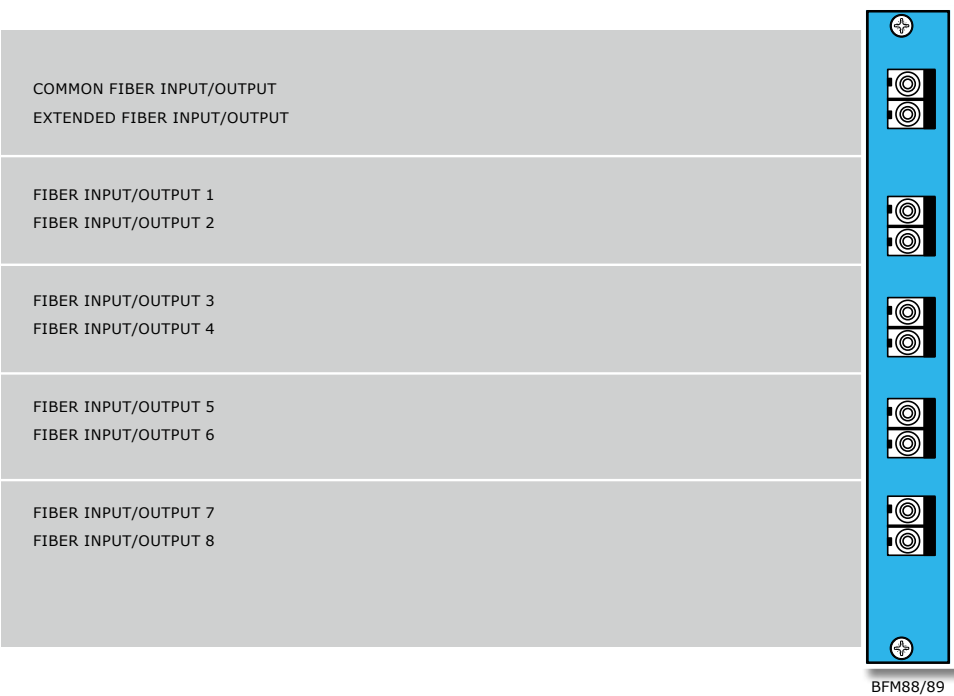 COMMON FIBER INPUT/OUTPUT
EXTENDED FIBER INPUT/OUTPUT
FIBER INPUT/OUTPUT 1
FIBER INPUT/OUTPUT 2
FIBER INPUT/OUTPUT 3
FIBER INPUT/OUTPUT 4
FIBER INPUT/OUTPUT 5
FIBER INPUT/OUTPUT 6
FIBER INPUT/OUTPUT 7
FIBER INPUT/OUTPUT 8
BFM88/89